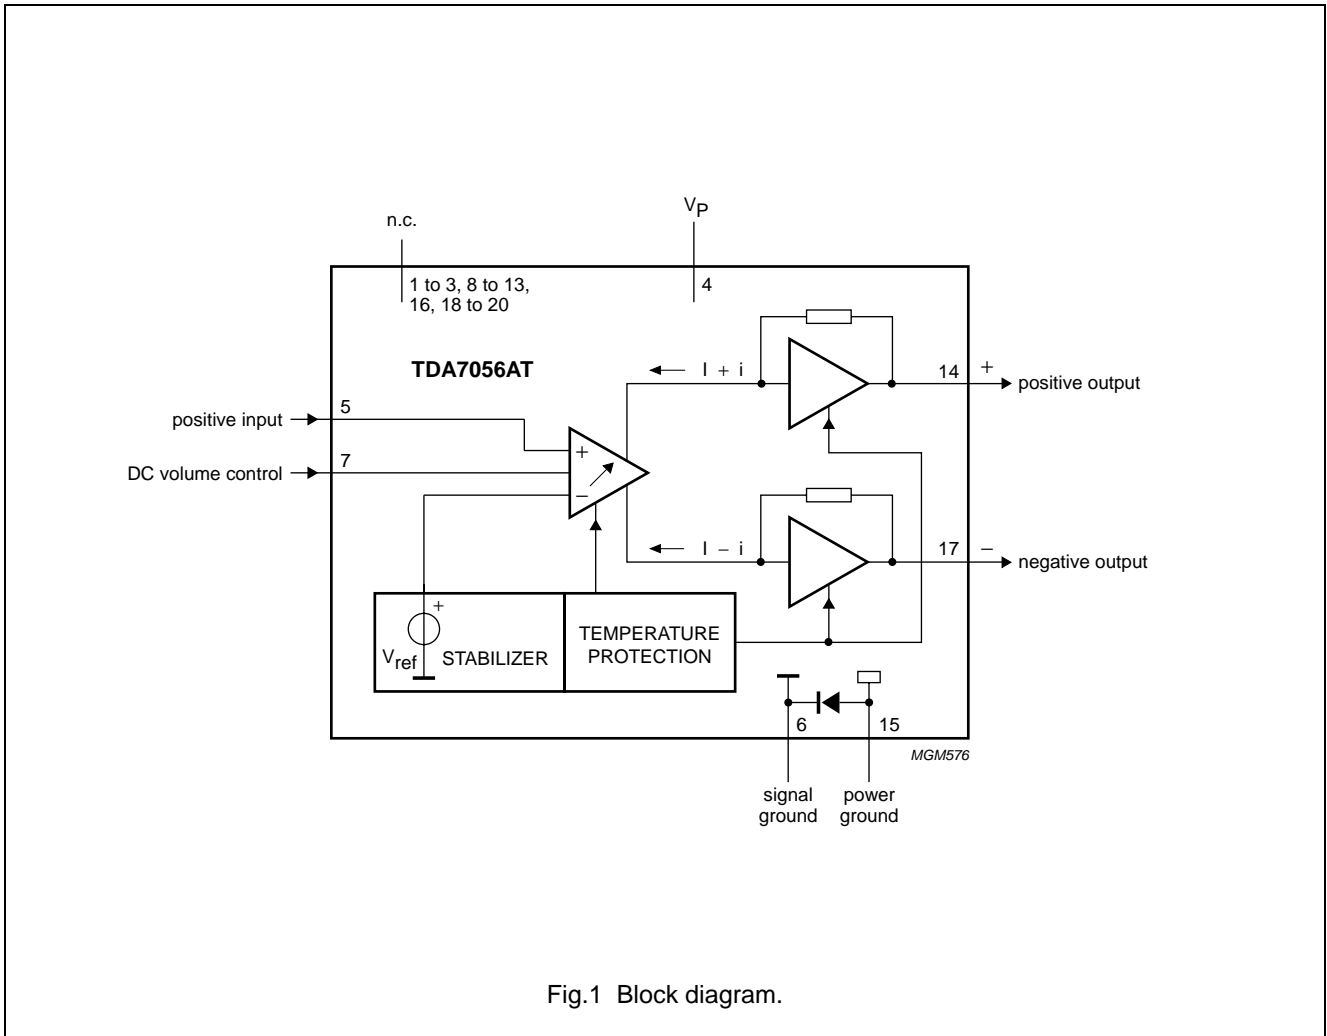 n.c.
V_P
1 to 3, 8 to 13,
16, 18 to 20
4
TDA7056AT
I + i
14
+
positive output
positive input
5
DC volume control
7
+
−
I − i
17
−
negative output
+
V_ref
STABILIZER
TEMPERATURE
PROTECTION
6
15
MGM576
signal
ground
power
ground
Fig.1 Block diagram.